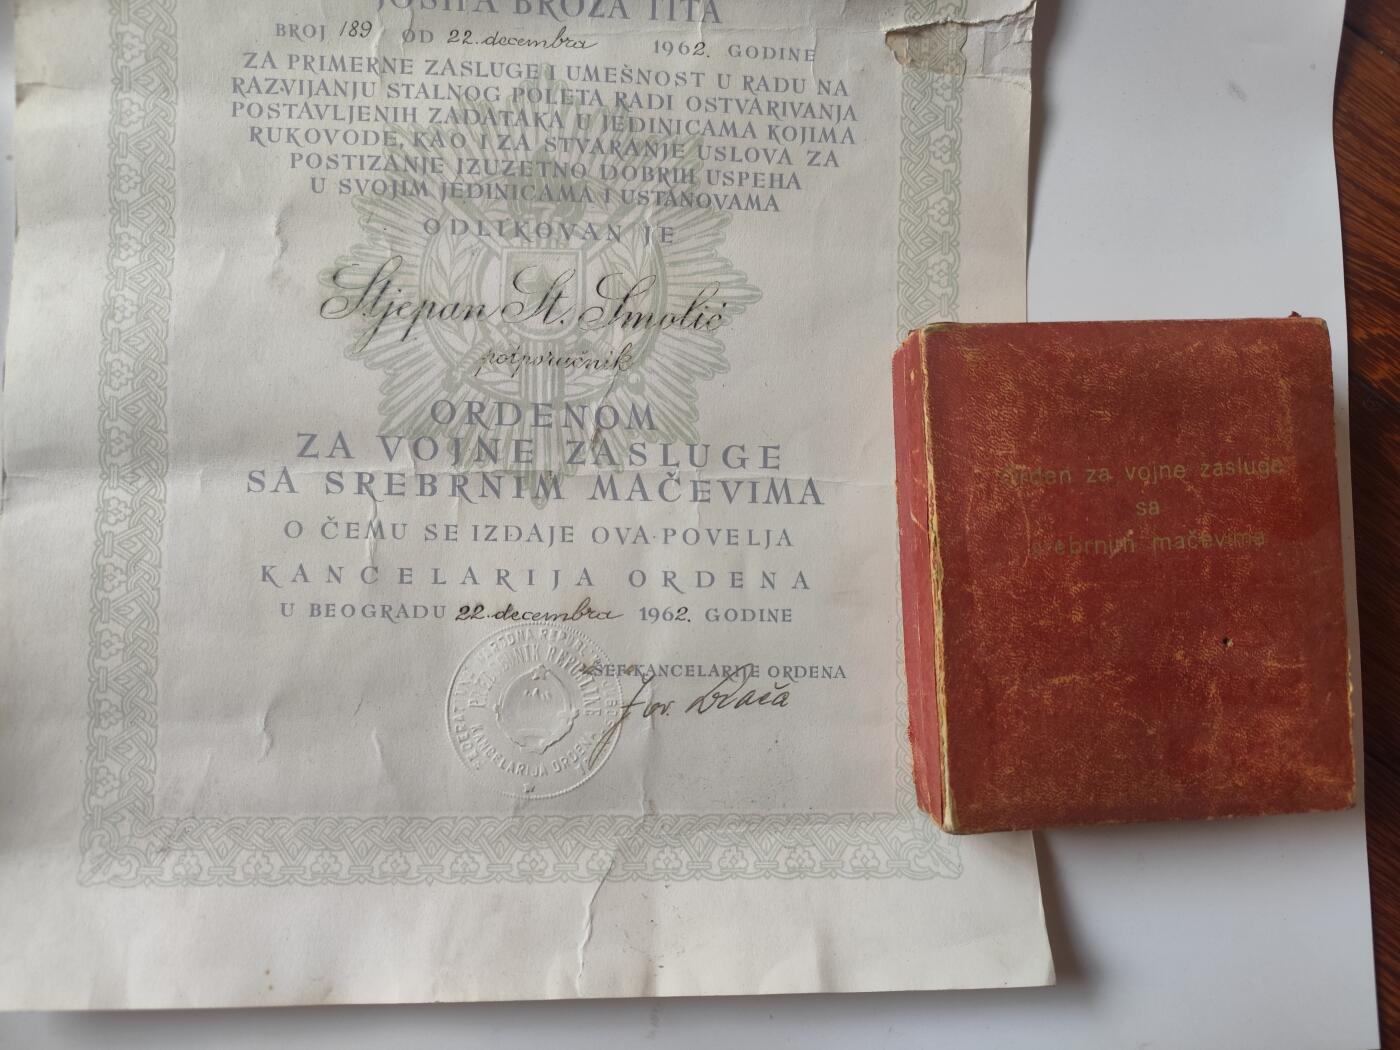 JOSIPA BROZA TITA
BROJ 189 OD 22. decembra 1962. GODINE
ZA PRIMERNE ZASLUGE I UMEŠNOST U RADU NA
RAZVIJANJU STALNOG POLETA RADI OSTVARIVANJA
POSTAVLJENIH ZADATAKA U JEDINICAMA KOJIMA
RUKOVODE, KAO I ZA STVARANJE USLOVA ZA
POSTIZANJE IZUZETNO DOBRIH USPEHA
U SVOJIM JEDINICAMA I USTANOVAMA
ODLIKOVAN JE
Stjepan St. Smolić
potporučnik
ORDENOM
ZA VOJNE ZASLUGE
SA SREBRNIM MAČEVIMA
O ČEMU SE IZDAJE OVA POVELJA
KANCELARIJA ORDENA
U BEOGRADU 22. decembra 1962. GODINE
ŠEF KANCELARIJE ORDENA
KANCELARIJA ORDENA
Orden za vojne zasluge
sa
srebrnim mačevima